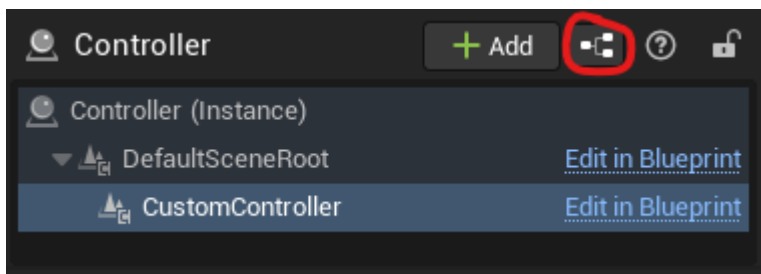 Controller
+ Add
Controller (Instance)
DefaultSceneRoot Edit in Blueprint
CustomController Edit in Blueprint